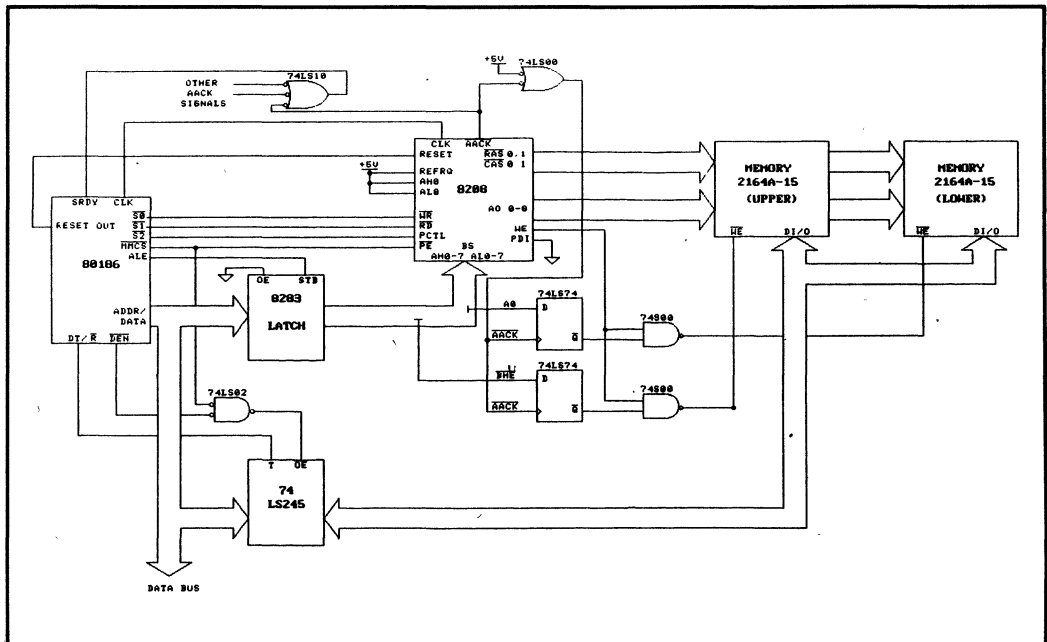 +5V
74LS00
74LS10
OTHER
AACK
SIGNALS
CLK AACK
RESET
RAS 0,1
CAS 0,1
+5V
REFRQ
AH0
AL0
8208
AO 0-8
WR
RD
PCTL
PE
WE
PDI
BS
AH0-7 AL0-7
MEMORY
2164A-15
(UPPER)
WE
DI/O
MEMORY
2164A-15
(LOWER)
WE
DI/O
SRDY CLK
RESET OUT
S0
S1
S2
MMCS
ALE
80186
ADDR/
DATA
DT/R DEN
OE STB
8283
LATCH
74LS74
A0
D
AACK
Q
74S00
74LS74
BHE
D
AACK
Q
74S00
74LS02
T OE
74
LS245
DATA BUS